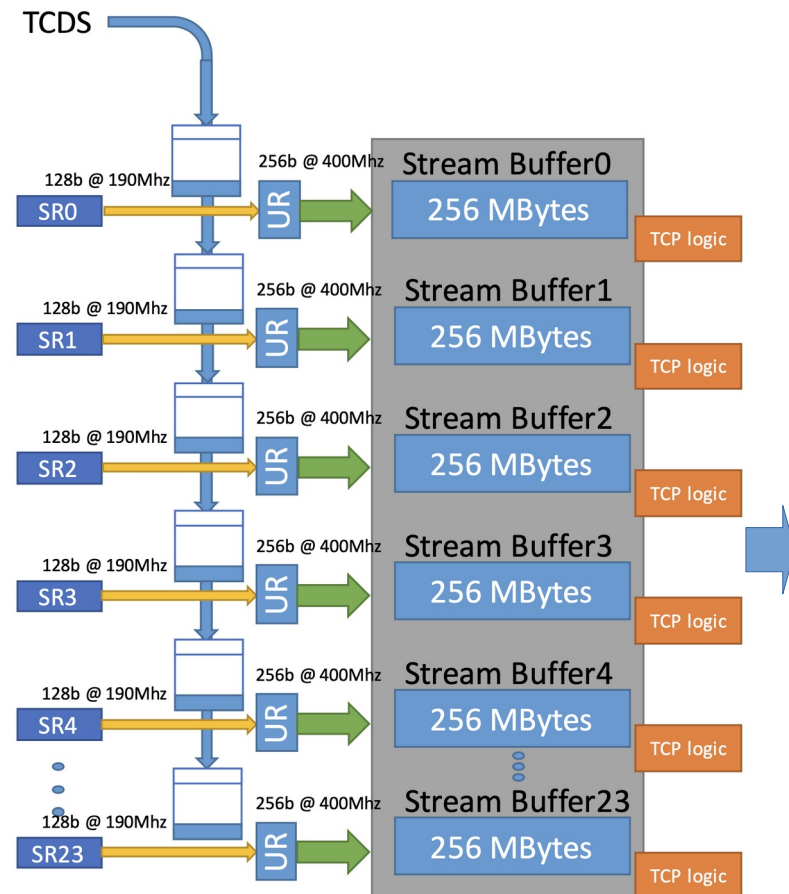 TCDS
128b @ 190Mhz
256b @ 400Mhz
Stream Buffer0
SR0
UR
256 MBytes
TCP logic
128b @ 190Mhz
256b @ 400Mhz
Stream Buffer1
SR1
UR
256 MBytes
TCP logic
128b @ 190Mhz
256b @ 400Mhz
Stream Buffer2
SR2
UR
256 MBytes
TCP logic
128b @ 190Mhz
256b @ 400Mhz
Stream Buffer3
SR3
UR
256 MBytes
TCP logic
128b @ 190Mhz
256b @ 400Mhz
Stream Buffer4
SR4
UR
256 MBytes
TCP logic
128b @ 190Mhz
256b @ 400Mhz
Stream Buffer23
SR23
UR
256 MBytes
TCP logic